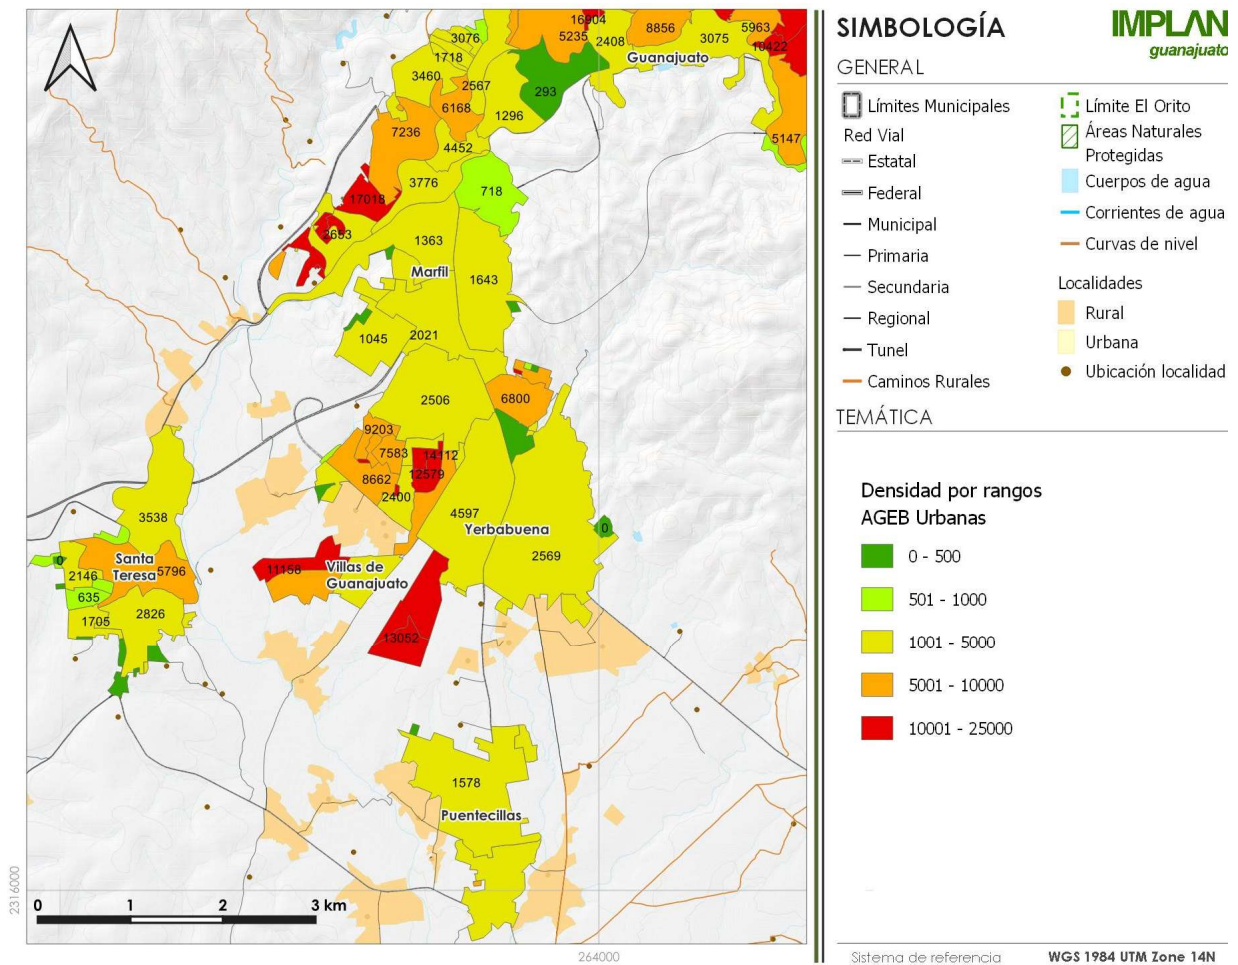 16904
8856
5963
3076
5235
2408
3075
10422
1718
Guanajuato
3460
2567
293
6168
1296
7236
4452
5147
3776
718
17018
2653
1363
Marfil
1643
1045
2021
2506
6800
9203
7583
14112
8662
12579
2400
4597
3538
Yerbabuena
0
2569
Santa
Teresa
0
5796
2146
11158
Villas de
Guanajuato
635
1705
2826
13052
1578
Puentecillas
2316000
0 1 2 3 km
264000
SIMBOLOGÍA
IMPLAN
guanajuato
GENERAL
Límites Municipales
Red Vial
Estatal
Federal
Municipal
Primaria
Secundaria
Regional
Tunel
Caminos Rurales
Límite El Orito
Áreas Naturales
Protegidas
Cuerpos de agua
Corrientes de agua
Curvas de nivel
Localidades
Rural
Urbana
Ubicación localidad
TEMÁTICA
Densidad por rangos
AGEB Urbanas
0 - 500
501 - 1000
1001 - 5000
5001 - 10000
10001 - 25000
Sistema de referencia WGS 1984 UTM Zone 14N